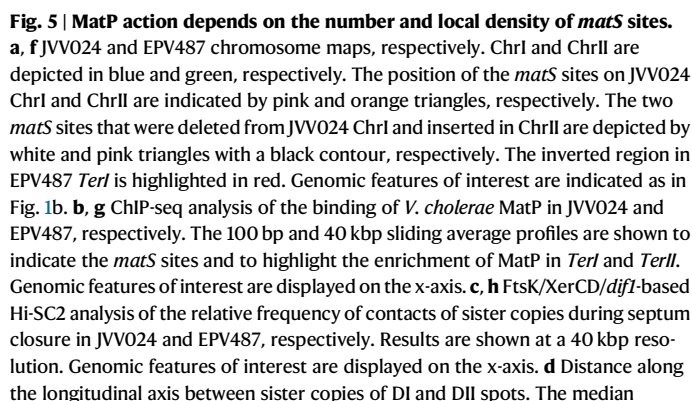 Fig. 5 | MatP action depends on the number and local density of matS sites.
a, f JVV024 and EPV487 chromosome maps, respectively. ChrI and ChrII are
depicted in blue and green, respectively. The position of the matS sites on JVV024
ChrI and ChrII are indicated by pink and orange triangles, respectively. The two
matS sites that were deleted from JVV024 ChrI and inserted in ChrII are depicted by
white and pink triangles with a black contour, respectively. The inverted region in
EPV487 TerI is highlighted in red. Genomic features of interest are indicated as in
Fig. 1b. b, g ChIP-seq analysis of the binding of V. cholerae MatP in JVV024 and
EPV487, respectively. The 100 bp and 40 kbp sliding average profiles are shown to
indicate the matS sites and to highlight the enrichment of MatP in TerI and TerII.
Genomic features of interest are displayed on the x-axis. c, h FtsK/XerCD/dif1-based
Hi-SC2 analysis of the relative frequency of contacts of sister copies during septum
closure in JVV024 and EPV487, respectively. Results are shown at a 40 kbp reso-
lution. Genomic features of interest are displayed on the x-axis. d Distance along
the longitudinal axis between sister copies of DI and DII spots. The median